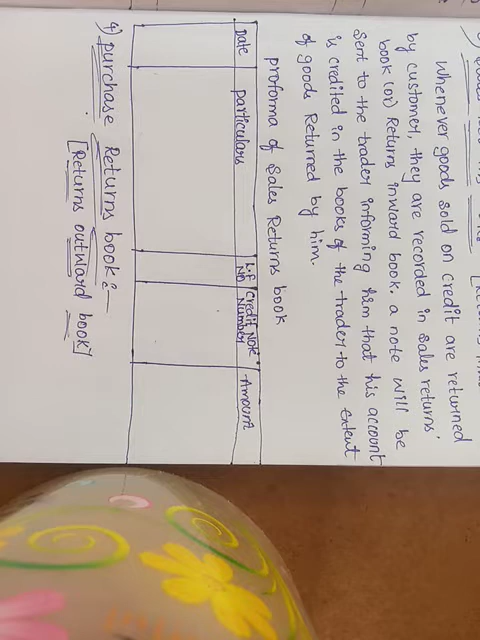 Whenever goods sold on credit are returned
by customer, they are recorded in sales returns
book (or) Returns inward book. a note will be
sent to the trader informing him that his account
is credited in the books of the trader to the extent
of goods Returned by him.
proforma of Sales Returns book
Date particulars L.F No Credit Note Number Amount
4) purchase Returns book:-
[Returns outward book]